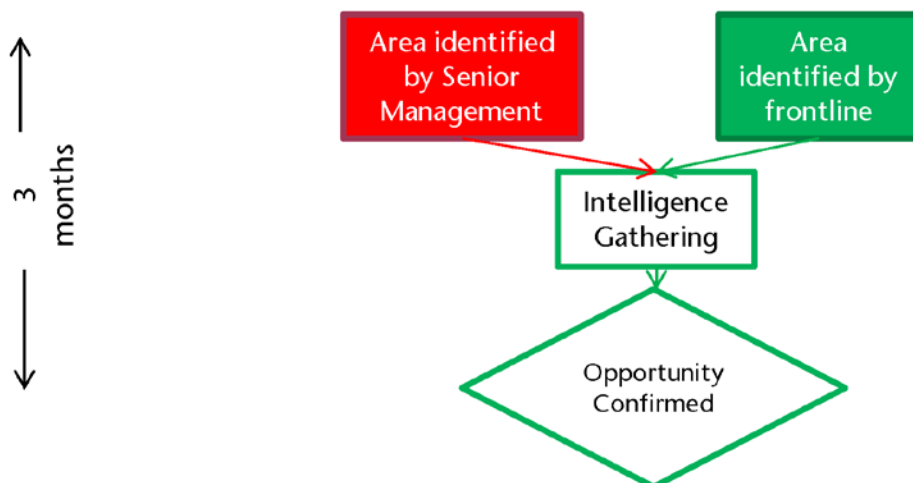 Area identified
by Senior
Management
Area
identified by
frontline
3
months
Intelligence
Gathering
Opportunity
Confirmed